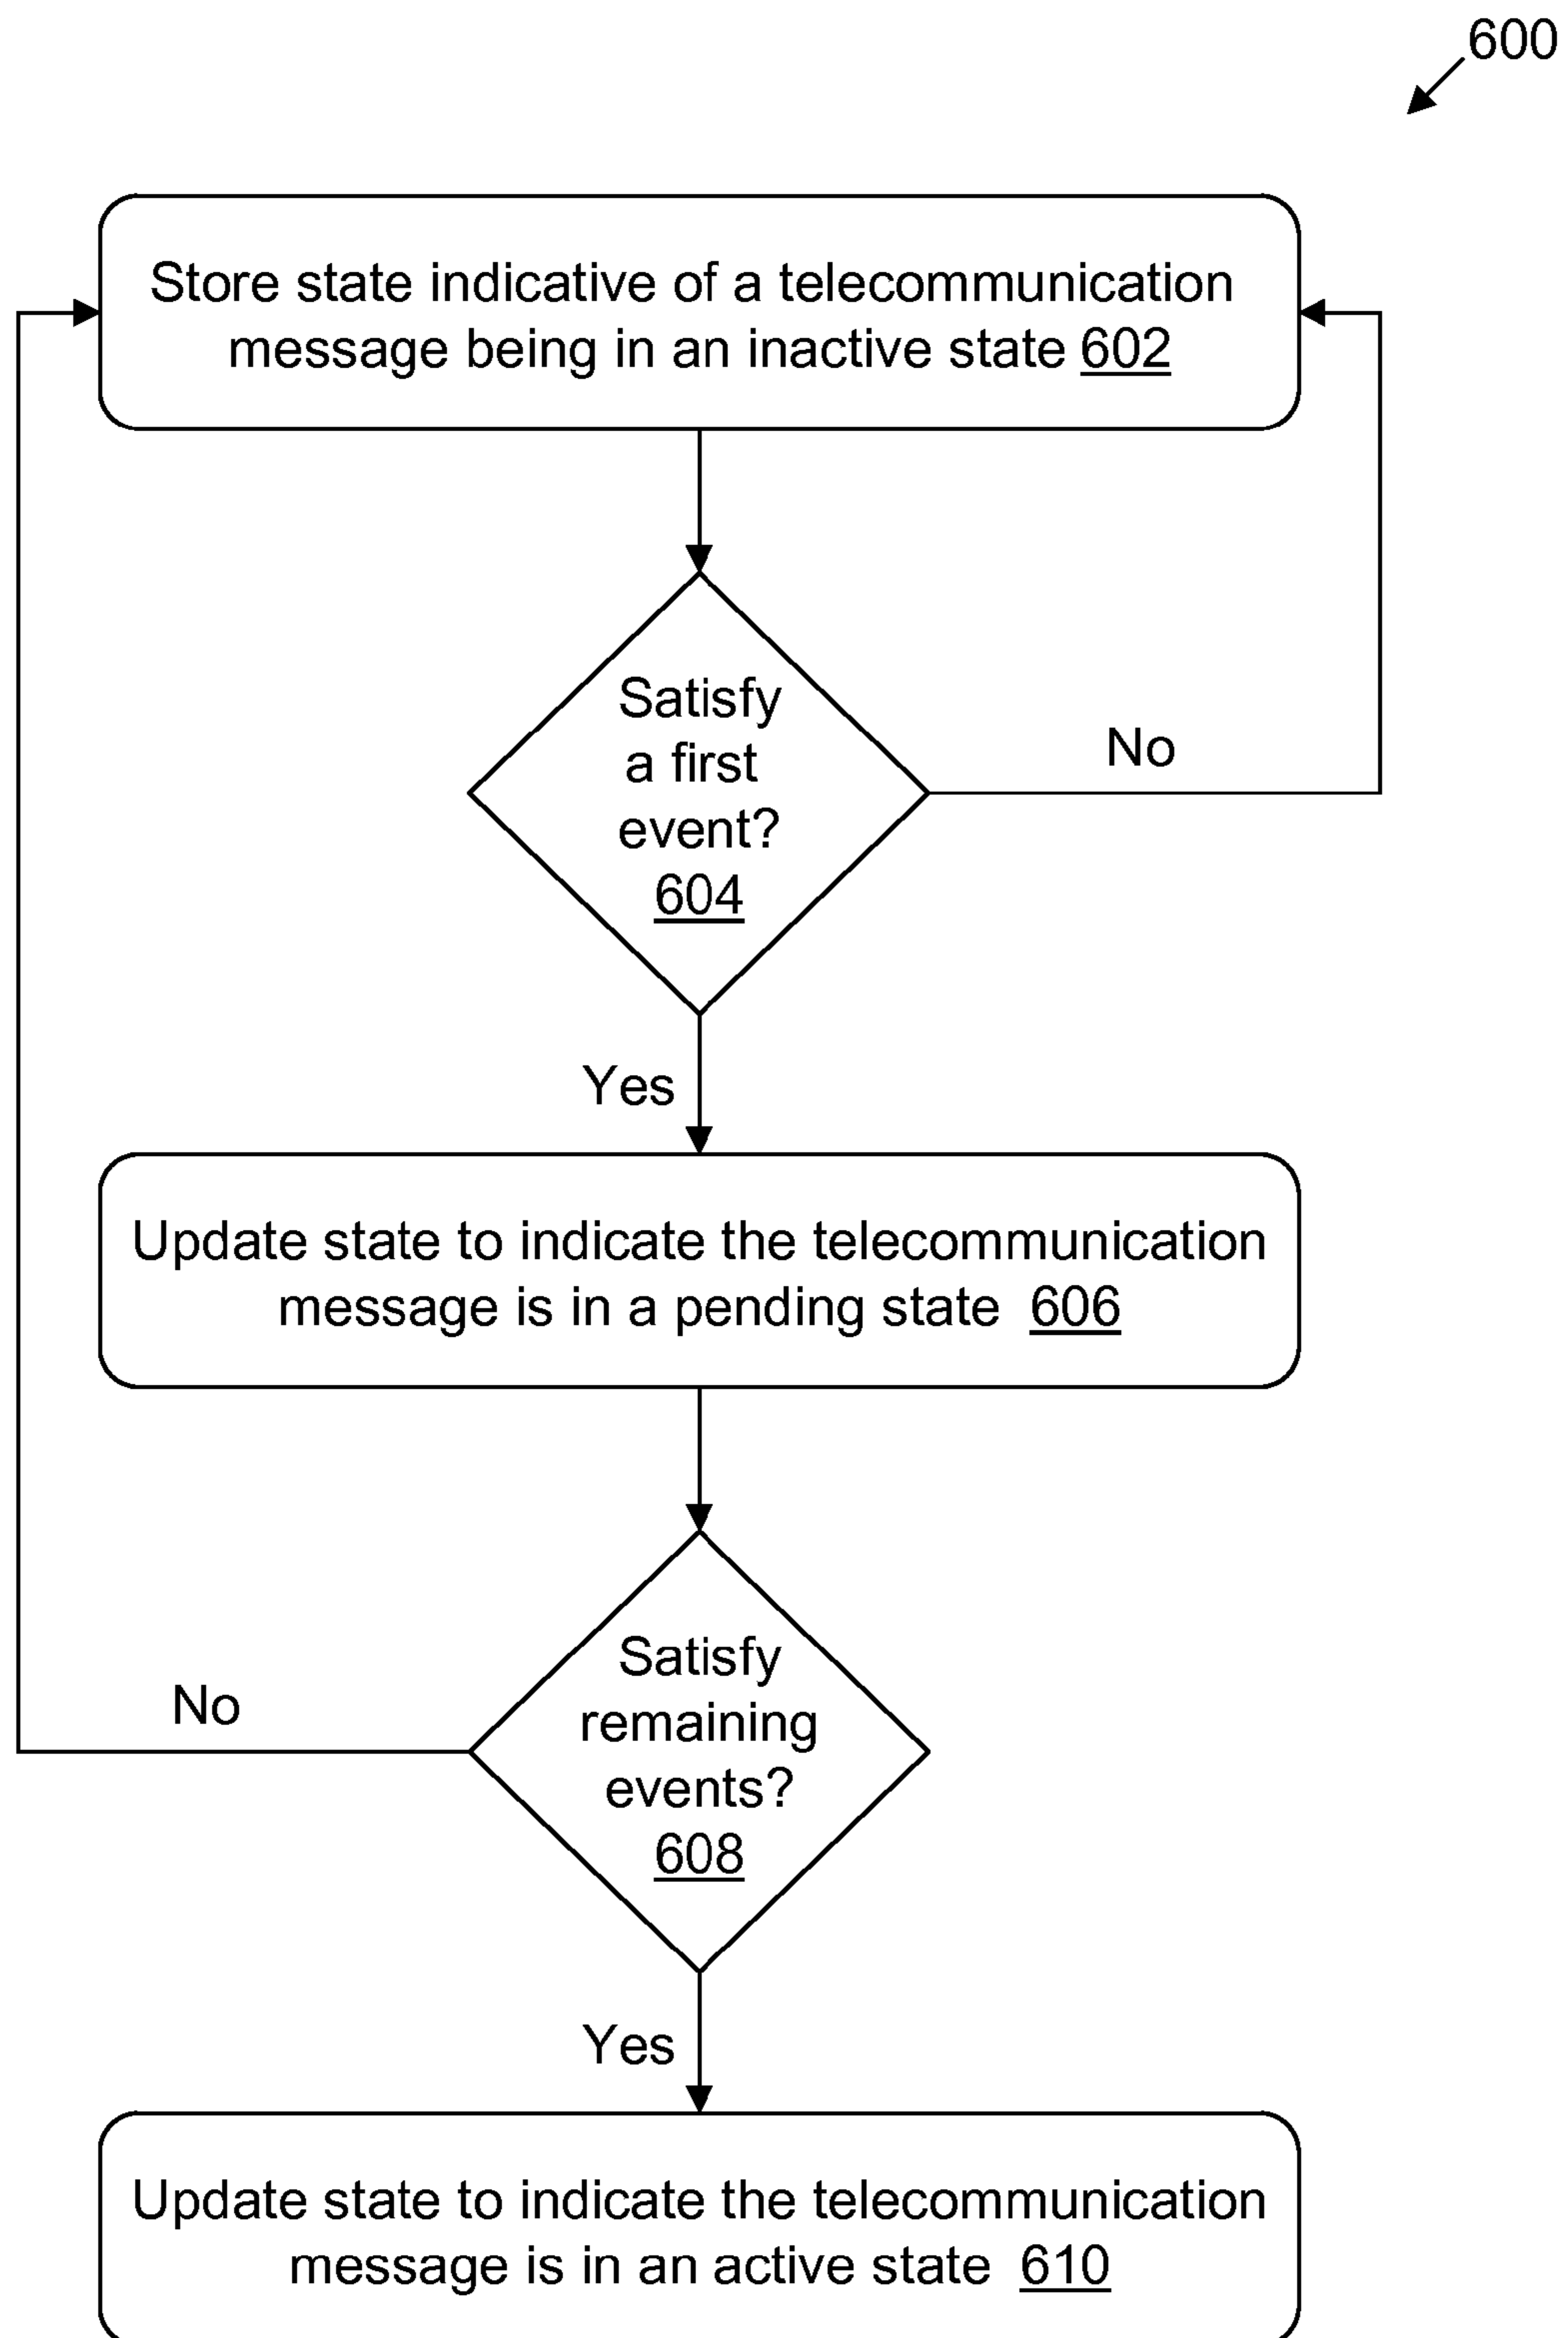 600
Store state indicative of a telecommunication
message being in an inactive state 602
Satisfy
a first
event?
604
No
Yes
Update state to indicate the telecommunication
message is in a pending state 606
Satisfy
remaining
events?
608
No
Yes
Update state to indicate the telecommunication
message is in an active state 610